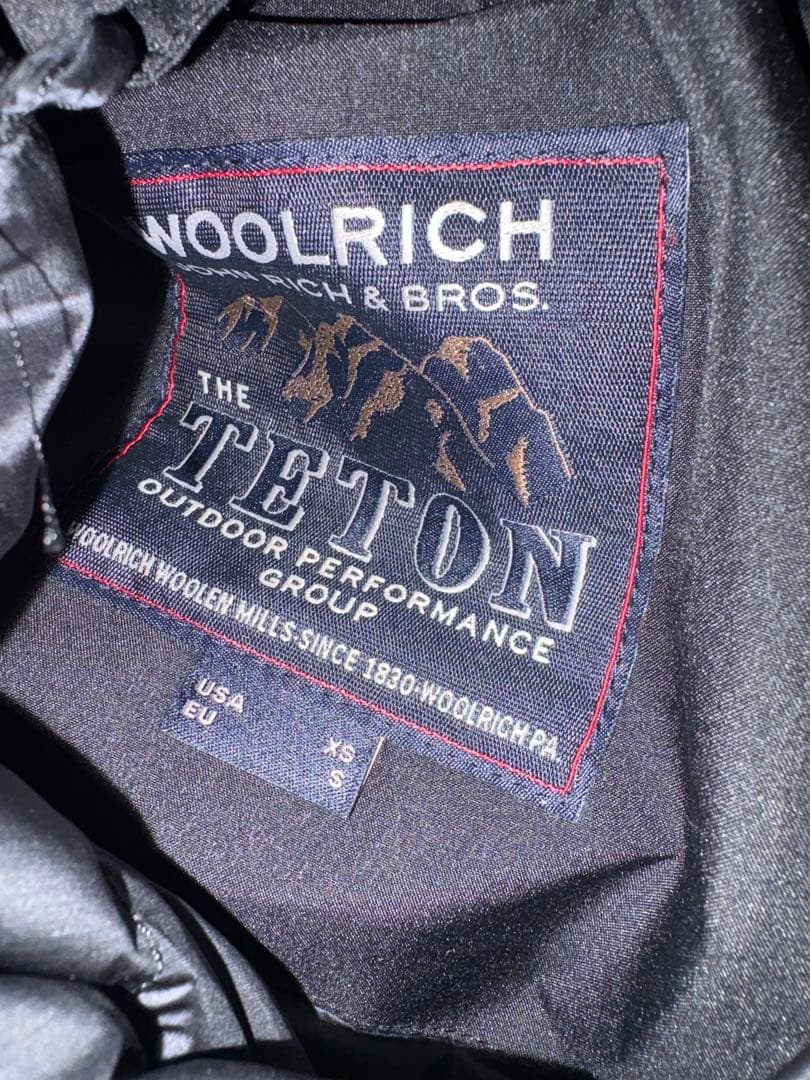 WOOLRICH
JOHN RICH & BROS.
THE
TETON
OUTDOOR PERFORMANCE
GROUP
WOOLRICH WOOLEN MILLS·SINCE 1830·WOOLRICH PA.
USA XS
EU S